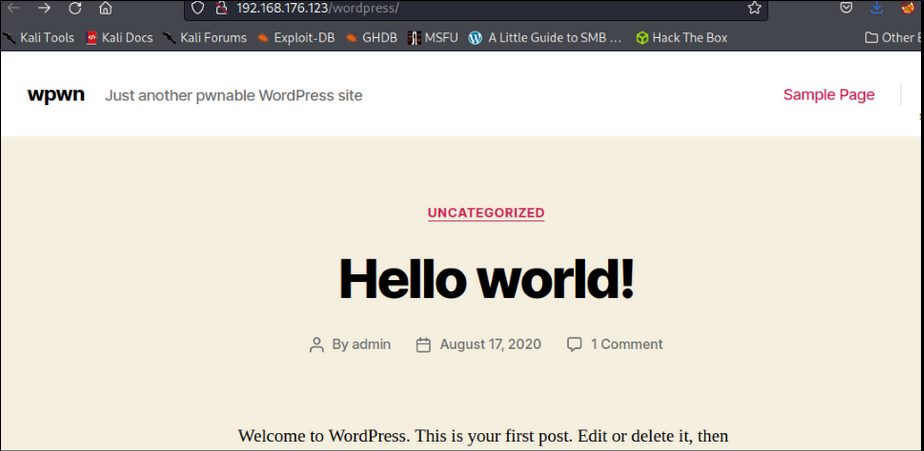 192.168.176.123/wordpress/
Kali Tools Kali Docs Kali Forums Exploit-DB GHDB MSFU A Little Guide to SMB ... Hack The Box Other
wpwn Just another pwnable WordPress site Sample Page
UNCATEGORIZED
Hello world!
By admin August 17, 2020 1 Comment
Welcome to WordPress. This is your first post. Edit or delete it, then